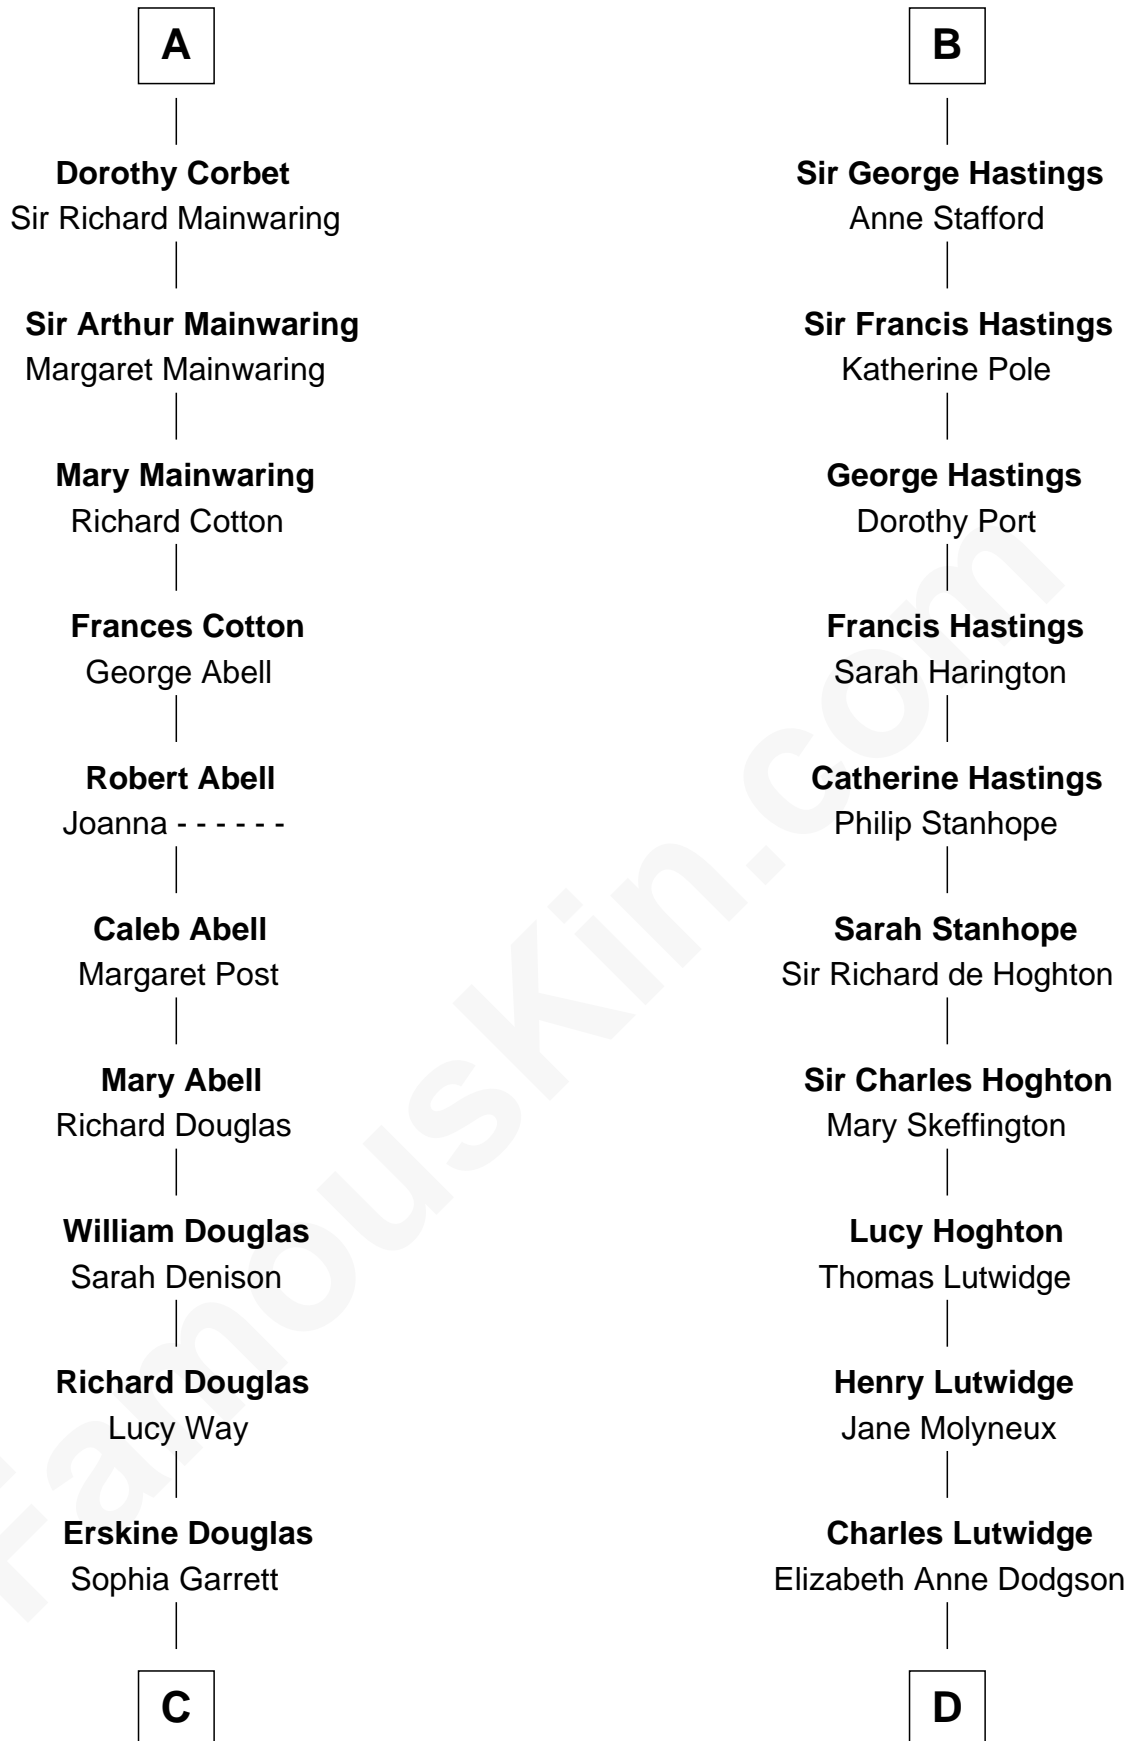 A
Dorothy Corbet
Sir Richard Mainwaring
Sir Arthur Mainwaring
Margaret Mainwaring
Mary Mainwaring
Richard Cotton
Frances Cotton
George Abell
Robert Abell
Joanna - - - - - -
Caleb Abell
Margaret Post
Mary Abell
Richard Douglas
William Douglas
Sarah Denison
Richard Douglas
Lucy Way
Erskine Douglas
Sophia Garrett
C
B
Sir George Hastings
Anne Stafford
Sir Francis Hastings
Katherine Pole
George Hastings
Dorothy Port
Francis Hastings
Sarah Harington
Catherine Hastings
Philip Stanhope
Sarah Stanhope
Sir Richard de Hoghton
Sir Charles Hoghton
Mary Skeffington
Lucy Hoghton
Thomas Lutwidge
Henry Lutwidge
Jane Molyneux
Charles Lutwidge
Elizabeth Anne Dodgson
D
FamousKin.com